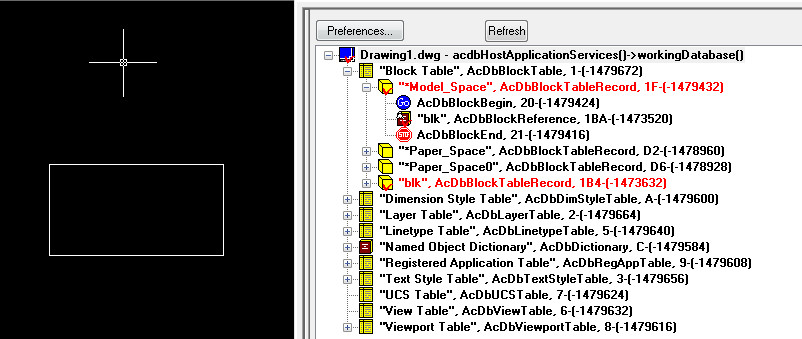 Preferences... Refresh
Drawing1.dwg - acdbHostApplicationServices()->workingDatabase()
"Block Table", AcDbBlockTable, 1-(-1479672)
"*Model_Space", AcDbBlockTableRecord, 1F-(-1479432)
Go AcDbBlockBegin, 20-(-1479424)
"blk", AcDbBlockReference, 1BA-(-1473520)
STOP AcDbBlockEnd, 21-(-1479416)
"*Paper_Space", AcDbBlockTableRecord, D2-(-1478960)
"*Paper_Space0", AcDbBlockTableRecord, D6-(-1478928)
"blk", AcDbBlockTableRecord, 1B4-(-1473632)
"Dimension Style Table", AcDbDimStyleTable, A-(-1479600)
"Layer Table", AcDbLayerTable, 2-(-1479664)
"Linetype Table", AcDbLinetypeTable, 5-(-1479640)
"Named Object Dictionary", AcDbDictionary, C-(-1479584)
"Registered Application Table", AcDbRegAppTable, 9-(-1479608)
"Text Style Table", AcDbTextStyleTable, 3-(-1479656)
"UCS Table", AcDbUCSTable, 7-(-1479624)
"View Table", AcDbViewTable, 6-(-1479632)
"Viewport Table", AcDbViewportTable, 8-(-1479616)